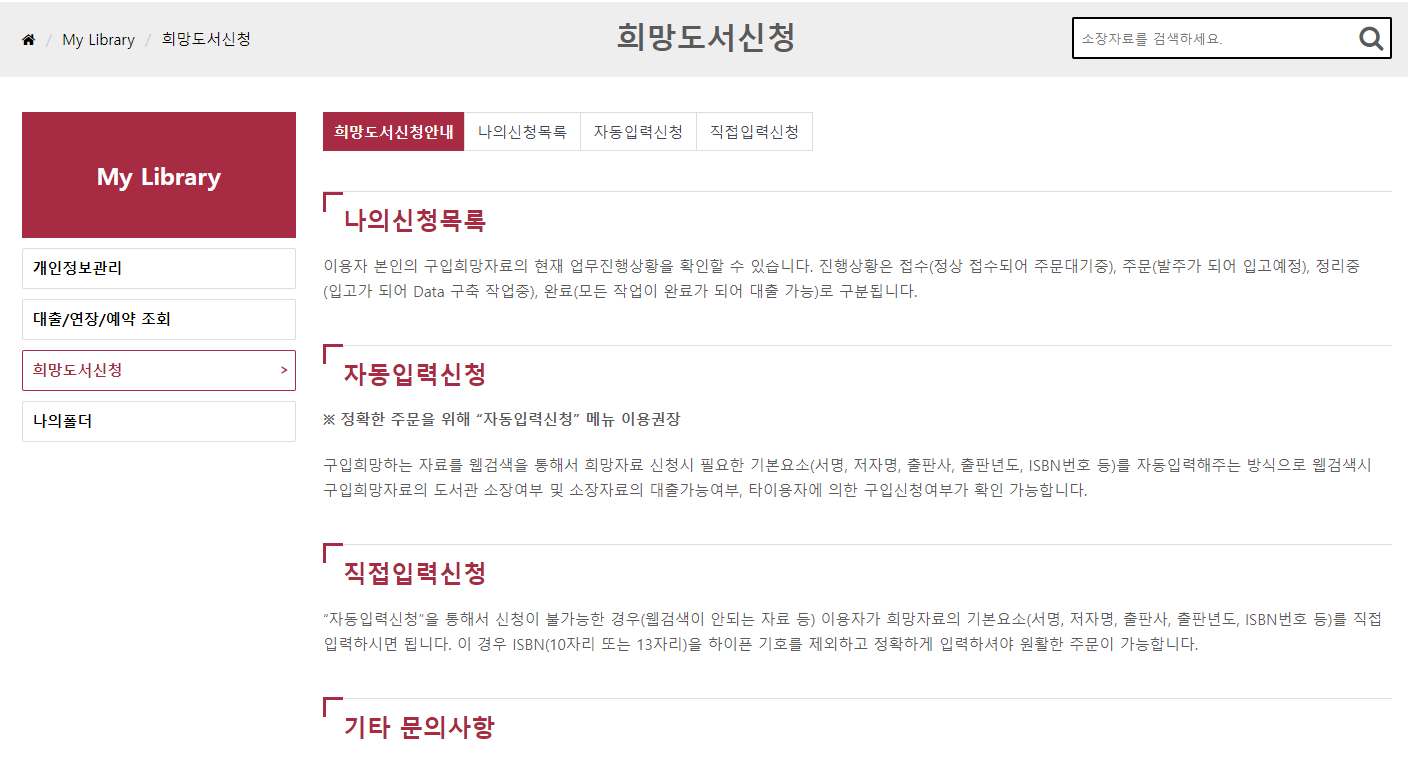 / My Library / 희망도서신청
희망도서신청
소장자료를 검색하세요.
My Library
개인정보관리
대출/연장/예약 조회
희망도서신청 >
나의폴더
희망도서신청안내 나의신청목록 자동입력신청 직접입력신청
나의신청목록
이용자 본인의 구입희망자료의 현재 업무진행상황을 확인할 수 있습니다. 진행상황은 접수(정상 접수되어 주문대기중), 주문(발주가 되어 입고예정), 정리중
(입고가 되어 Data 구축 작업중), 완료(모든 작업이 완료가 되어 대출 가능)로 구분됩니다.
자동입력신청
※ 정확한 주문을 위해 “자동입력신청” 메뉴 이용권장
구입희망하는 자료를 웹검색을 통해서 희망자료 신청시 필요한 기본요소(서명, 저자명, 출판사, 출판년도, ISBN번호 등)를 자동입력해주는 방식으로 웹검색시
구입희망자료의 도서관 소장여부 및 소장자료의 대출가능여부, 타이용자에 의한 구입신청여부가 확인 가능합니다.
직접입력신청
“자동입력신청”을 통해서 신청이 불가능한 경우(웹검색이 안되는 자료 등) 이용자가 희망자료의 기본요소(서명, 저자명, 출판사, 출판년도, ISBN번호 등)를 직접
입력하시면 됩니다. 이 경우 ISBN(10자리 또는 13자리)을 하이픈 기호를 제외하고 정확하게 입력하셔야 원활한 주문이 가능합니다.
기타 문의사항